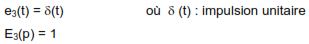 e₃(t) = δ(t) où δ (t) : impulsion unitaire
E₃(p) = 1